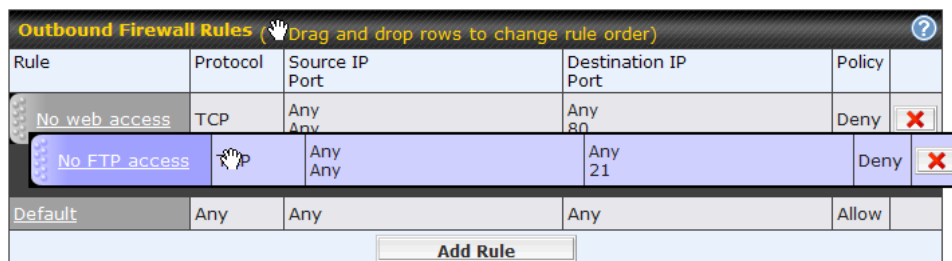 Outbound Firewall Rules ( Drag and drop rows to change rule order)
Rule Protocol Source IP Port Destination IP Port Policy
No web access TCP Any Any Any 80 Deny
No FTP access Any Any Any 21 Deny
Default Any Any Any Allow
Add Rule